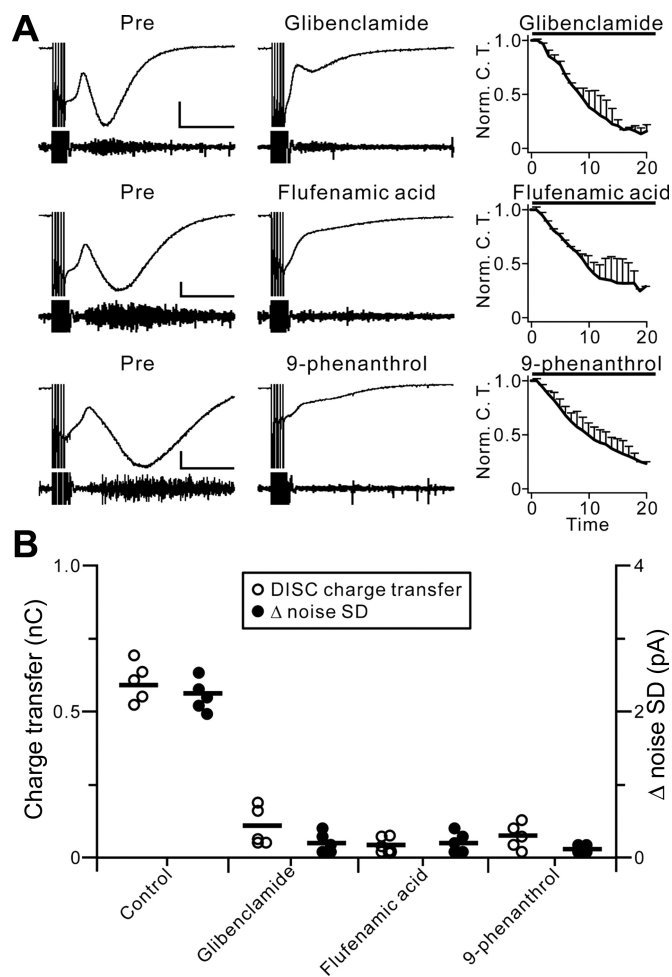 A
Pre
Glibenclamide
Glibenclamide
Norm. C. T.
1.0
0.5
0
0
10
20
Pre
Flufenamic acid
Flufenamic acid
Norm. C. T.
1.0
0.5
0
0
10
20
Pre
9-phenanthrol
9-phenanthrol
Norm. C. T.
1.0
0.5
0
0
10
20
Time
B
Charge transfer (nC)
1.0
0.5
0
DISC charge transfer
Δ noise SD
4
2
0
Δ noise SD (pA)
Control
Glibenclamide
Flufenamic acid
9-phenanthrol